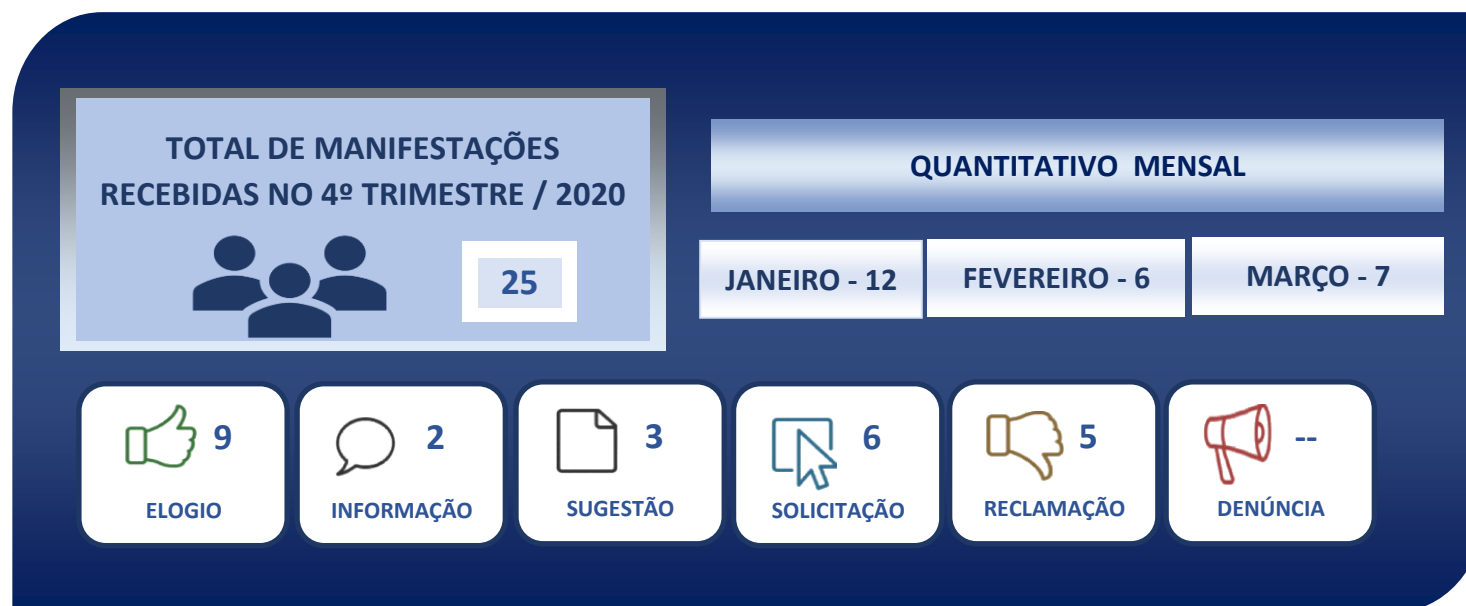 TOTAL DE MANIFESTAÇÕES
RECEBIDAS NO 4º TRIMESTRE / 2020
25
QUANTITATIVO MENSAL
JANEIRO - 12
FEVEREIRO - 6
MARÇO - 7
9
ELOGIO
2
INFORMAÇÃO
3
SUGESTÃO
6
SOLICITAÇÃO
5
RECLAMAÇÃO
--
DENÚNCIA